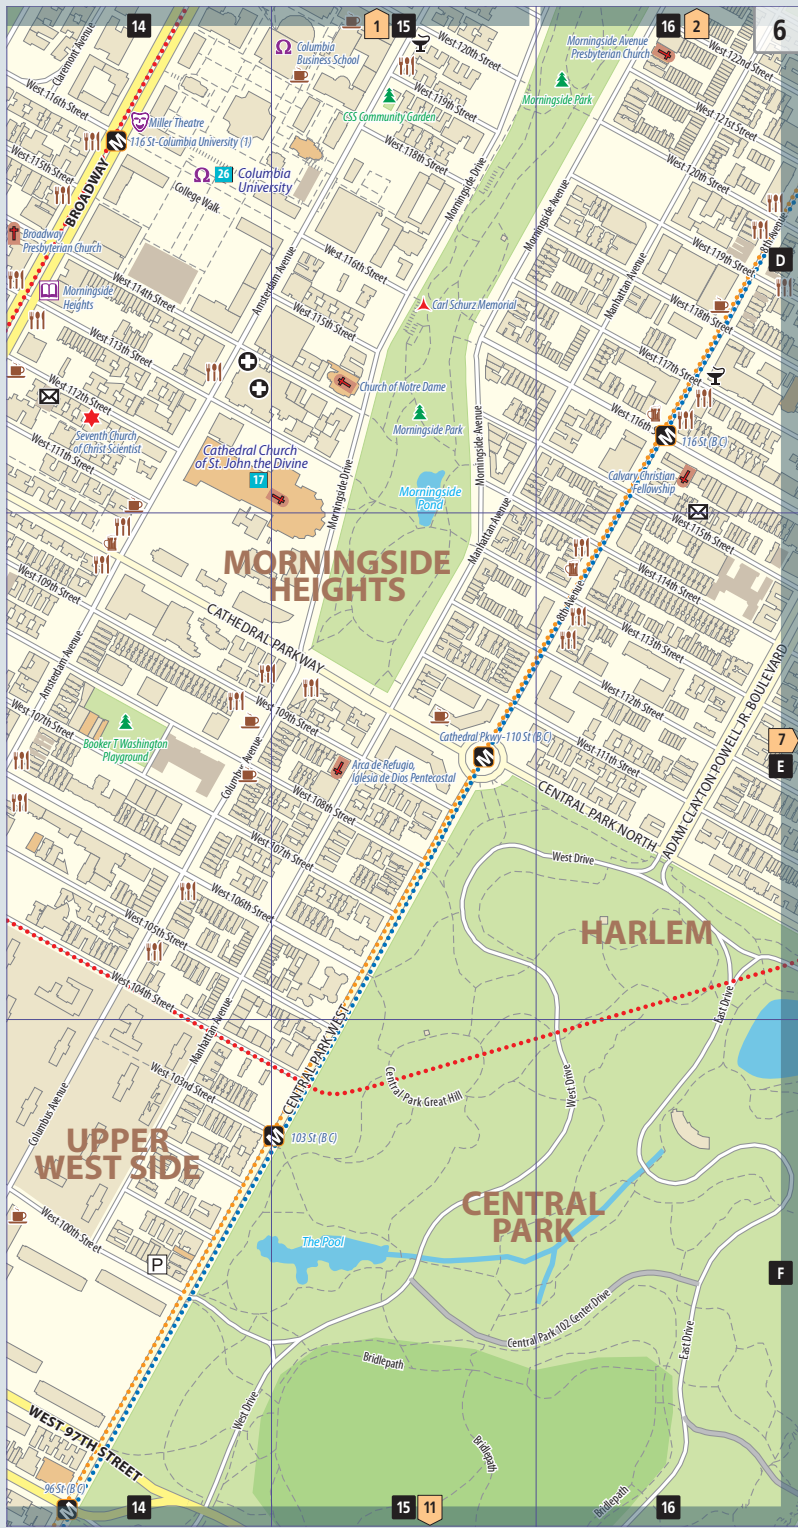 14
1
15
16
2
6
Claremont Avenue
Columbia
Business School
West 120th Street
Morningside Avenue
Presbyterian Church
West 122nd Street
West 116th Street
West 119th Street
CSS Community Garden
Morningside Park
West 121st Street
Miller Theatre
116 St-Columbia University (1)
West 118th Street
West 120th Street
West 115th Street
26
Columbia
University
College Walk
Morningside Drive
Morningside Avenue
BROADWAY
Broadway
Presbyterian Church
8th Avenue
West 119th Street
D
Amsterdam Avenue
West 116th Street
Manhattan Avenue
West 114th Street
Morningside
Heights
Carl Schurz Memorial
West 118th Street
West 115th Street
West 113th Street
West 117th Street
Church of Notre Dame
West 112th Street
Morningside Park
West 116th Street
116 St (B C)
Seventh Church
of Christ Scientist
West 111th Street
Cathedral Church
of St. John the Divine
17
Morningside Avenue
Morningside Drive
Calvary Christian
Fellowship
Morningside
Pond
Manhattan Avenue
West 115th Street
MORNINGSIDE
HEIGHTS
West 109th Street
West 114th Street
8th Avenue
CATHEDRAL PARKWAY
West 113th Street
Amsterdam Avenue
West 112th Street
West 107th Street
West 109th Street
Booker T Washington
Playground
Columbus Avenue
Cathedral Pkwy-110 St (B C)
West 111th Street
ADAM CLAYTON POWELL JR. BOULEVARD
7
E
Arca de Refugio,
Iglesia de Dios Pentecostal
West 108th Street
CENTRAL PARK NORTH
West 107th Street
West Drive
West 106th Street
HARLEM
West 105th Street
West 104th Street
East Drive
Manhattan Avenue
CENTRAL PARK WEST
West 103nd Street
Central Park Great Hill
West Drive
Columbus Avenue
103 St (B C)
UPPER
WEST SIDE
CENTRAL
PARK
West 100th Street
The Pool
P
F
Central Park 102 Center Drive
East Drive
Bridlepath
West Drive
WEST 97TH STREET
Bridlepath
96 St (B C)
Bridlepath
14
15
11
16